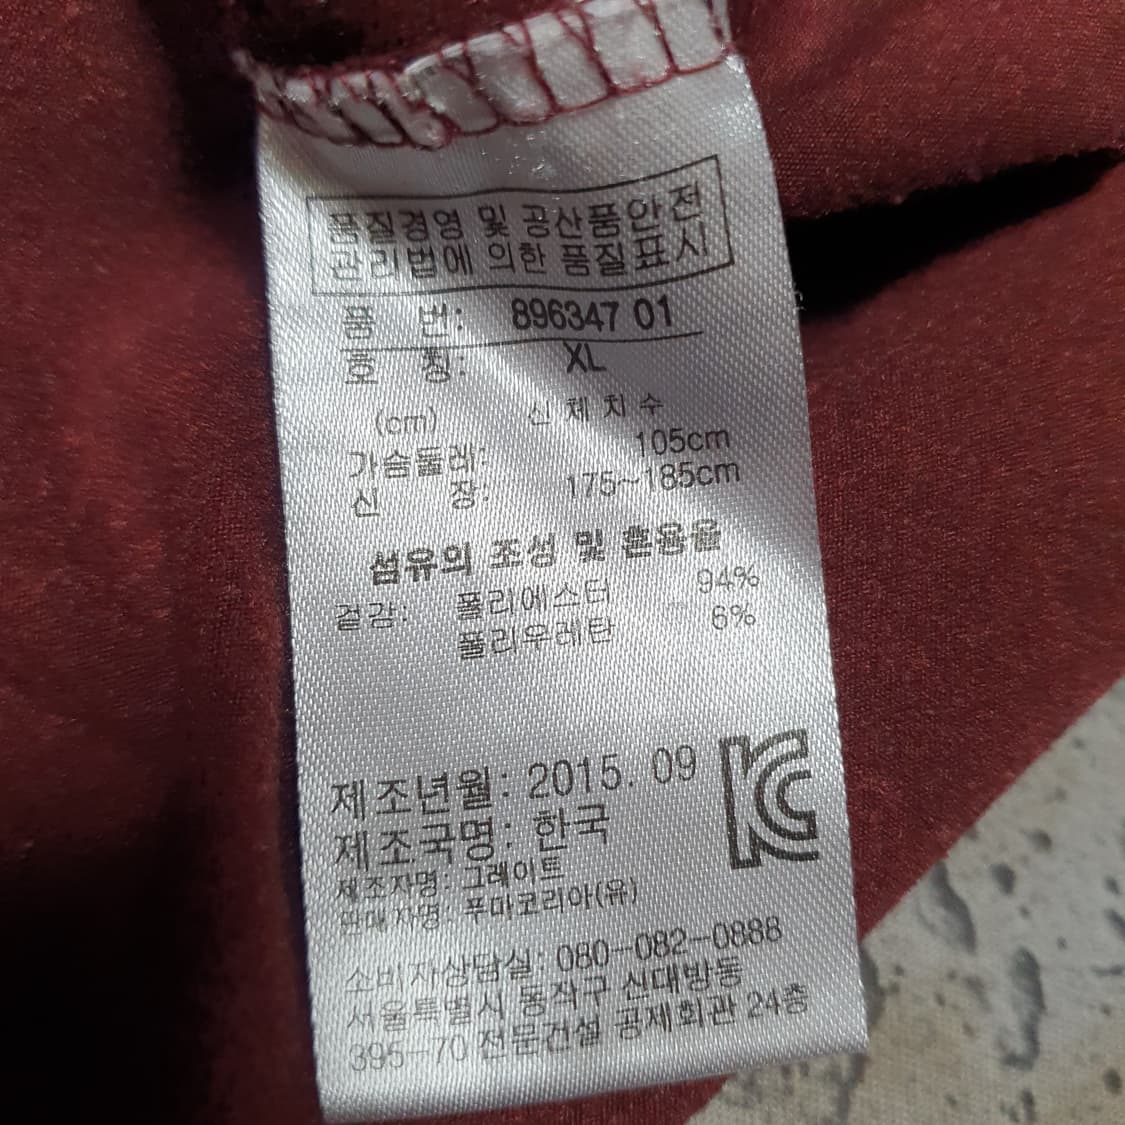 품질경영 및 공산품안전
관리법에 의한 품질표시
품 번: 896347 01
호 칭: XL
(cm) 신체치수
가슴둘레: 105cm
신 장: 175~185cm
섬유의 조성 및 혼용율
겉감: 폴리에스터 94%
폴리우레탄 6%
제조년월: 2015. 09
제조국명: 한국
제조자명: 그레이트
판매자명: 푸마코리아(유)
소비자상담실: 080-082-0888
서울특별시 동작구 신대방동
395-70 전문건설 공제회관 24층